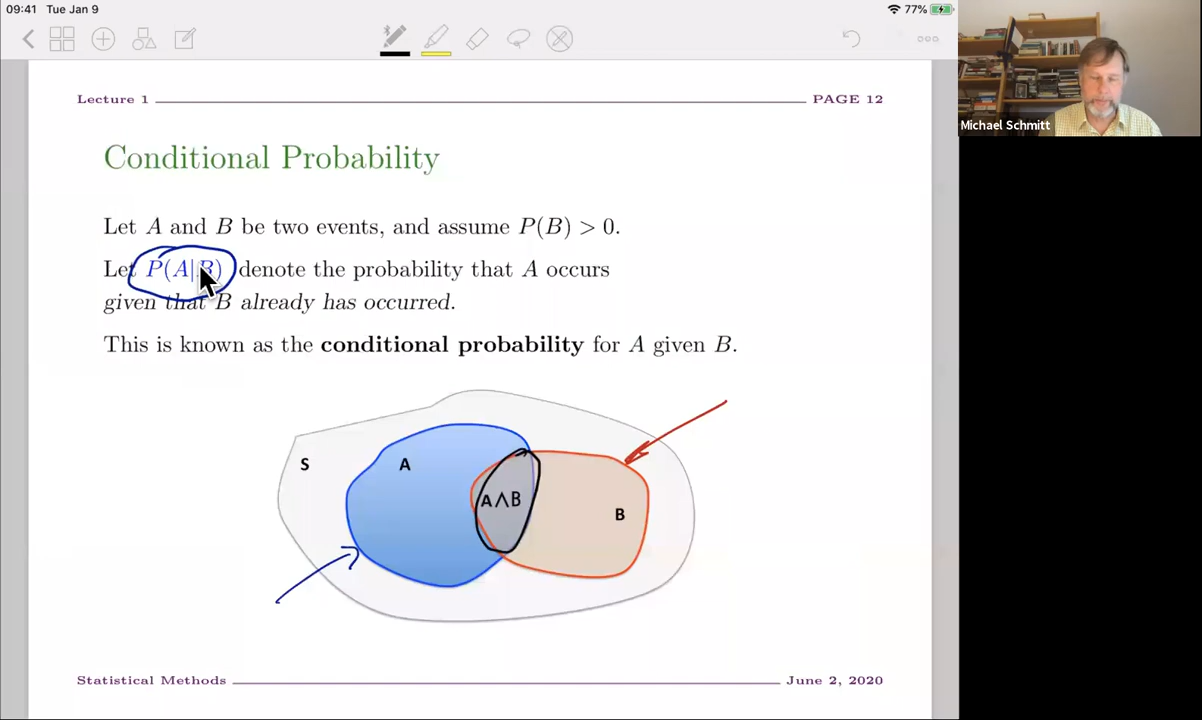 09:41 Tue Jan 9
77%
Michael Schmitt
Lecture 1
PAGE 12
Conditional Probability
Let A and B be two events, and assume P(B) > 0.
Let P(A|B) denote the probability that A occurs
given that B already has occurred.
This is known as the conditional probability for A given B.
S
A
A∧B
B
Statistical Methods
June 2, 2020